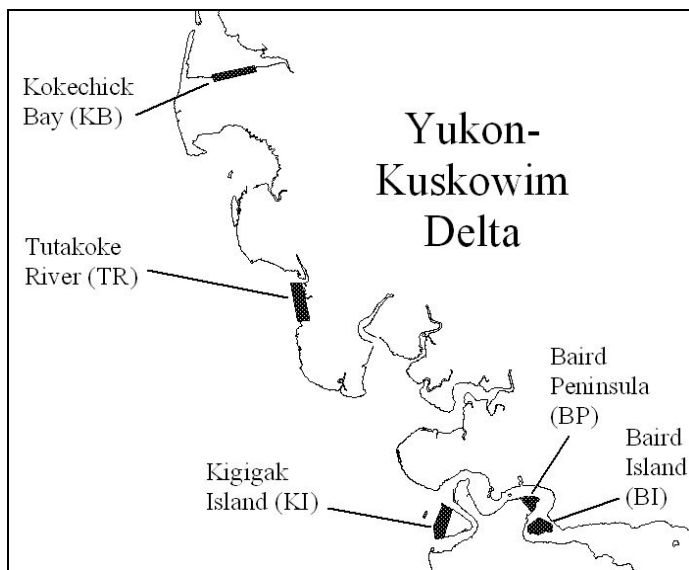 Kokechick
Bay (KB)
Yukon-
Kuskowim
Delta
Tutakoke
River (TR)
Baird
Peninsula
(BP)
Baird
Island
(BI)
Kigigak
Island (KI)